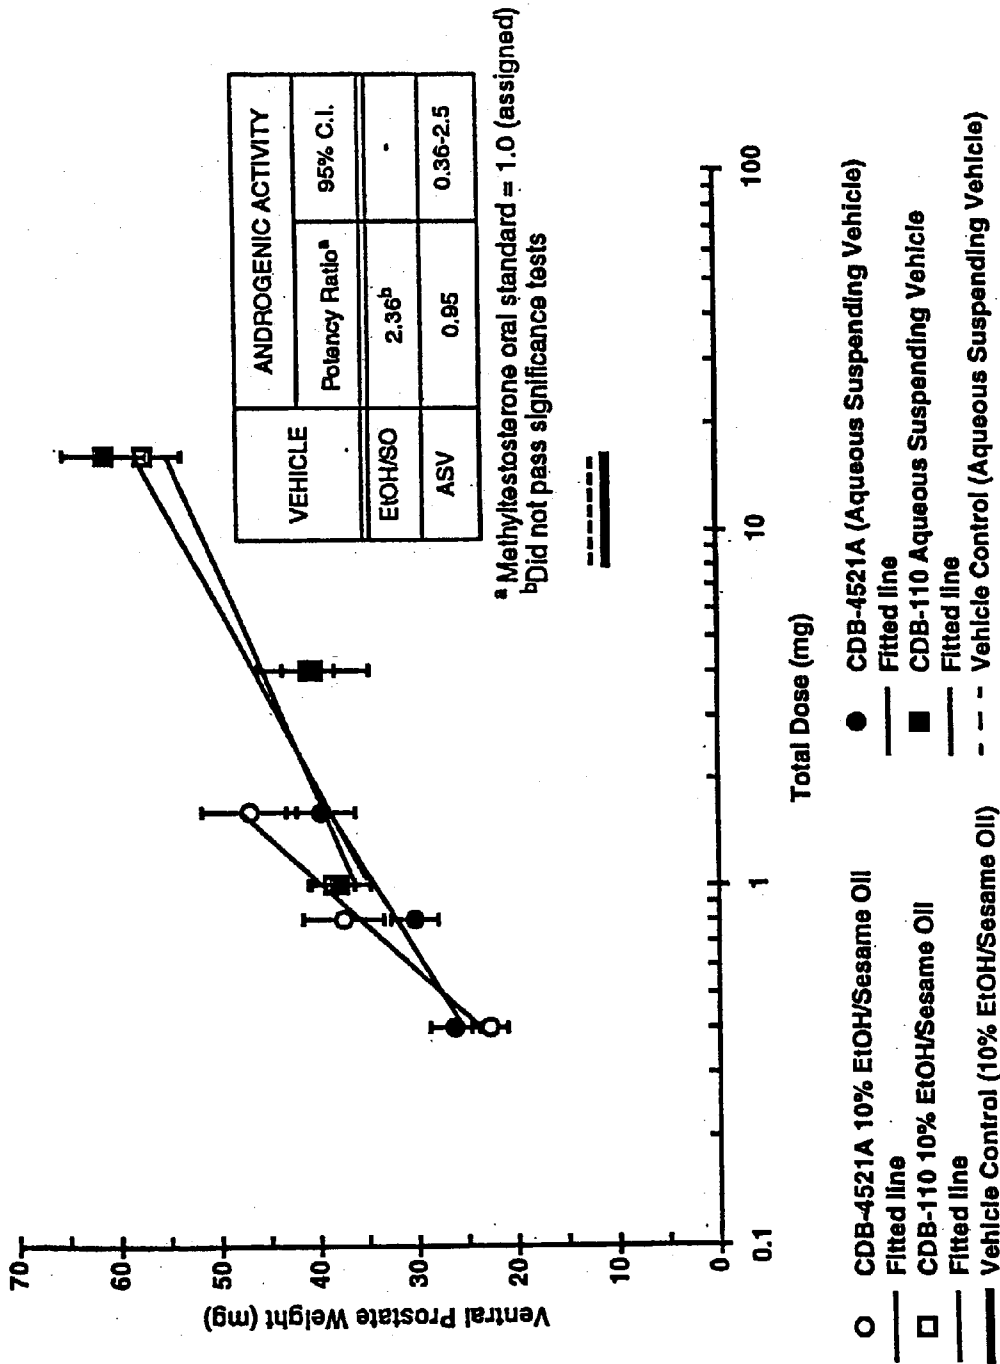 Ventral Prostate Weight (mg)
70
60
50
40
30
20
10
0
0.1
1
10
100
Total Dose (mg)
VEHICLE
ANDROGENIC ACTIVITY
Potency Ratioᵃ
95% C.I.
EtOH/SO
2.36ᵇ
-
ASV
0.95
0.36-2.5
ᵃ Methyltestosterone oral standard = 1.0 (assigned)
ᵇDid not pass significance tests
CDB-4521A 10% EtOH/Sesame Oil
Fitted line
CDB-110 10% EtOH/Sesame Oil
Fitted line
Vehicle Control (10% EtOH/Sesame Oil)
CDB-4521A (Aqueous Suspending Vehicle)
Fitted line
CDB-110 Aqueous Suspending Vehicle
Fitted line
Vehicle Control (Aqueous Suspending Vehicle)